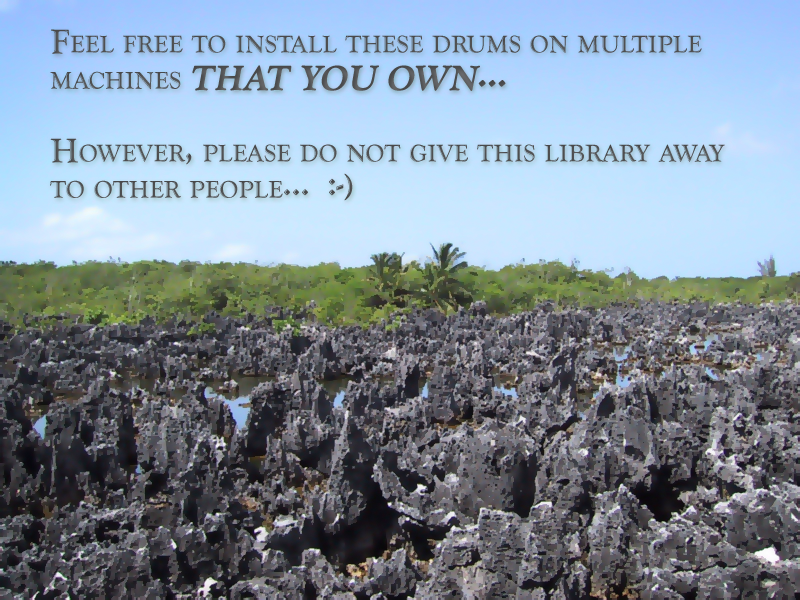 Feel free to install these drums on multiple
machines THAT YOU OWN...
However, please do not give this library away
to other people... :-)